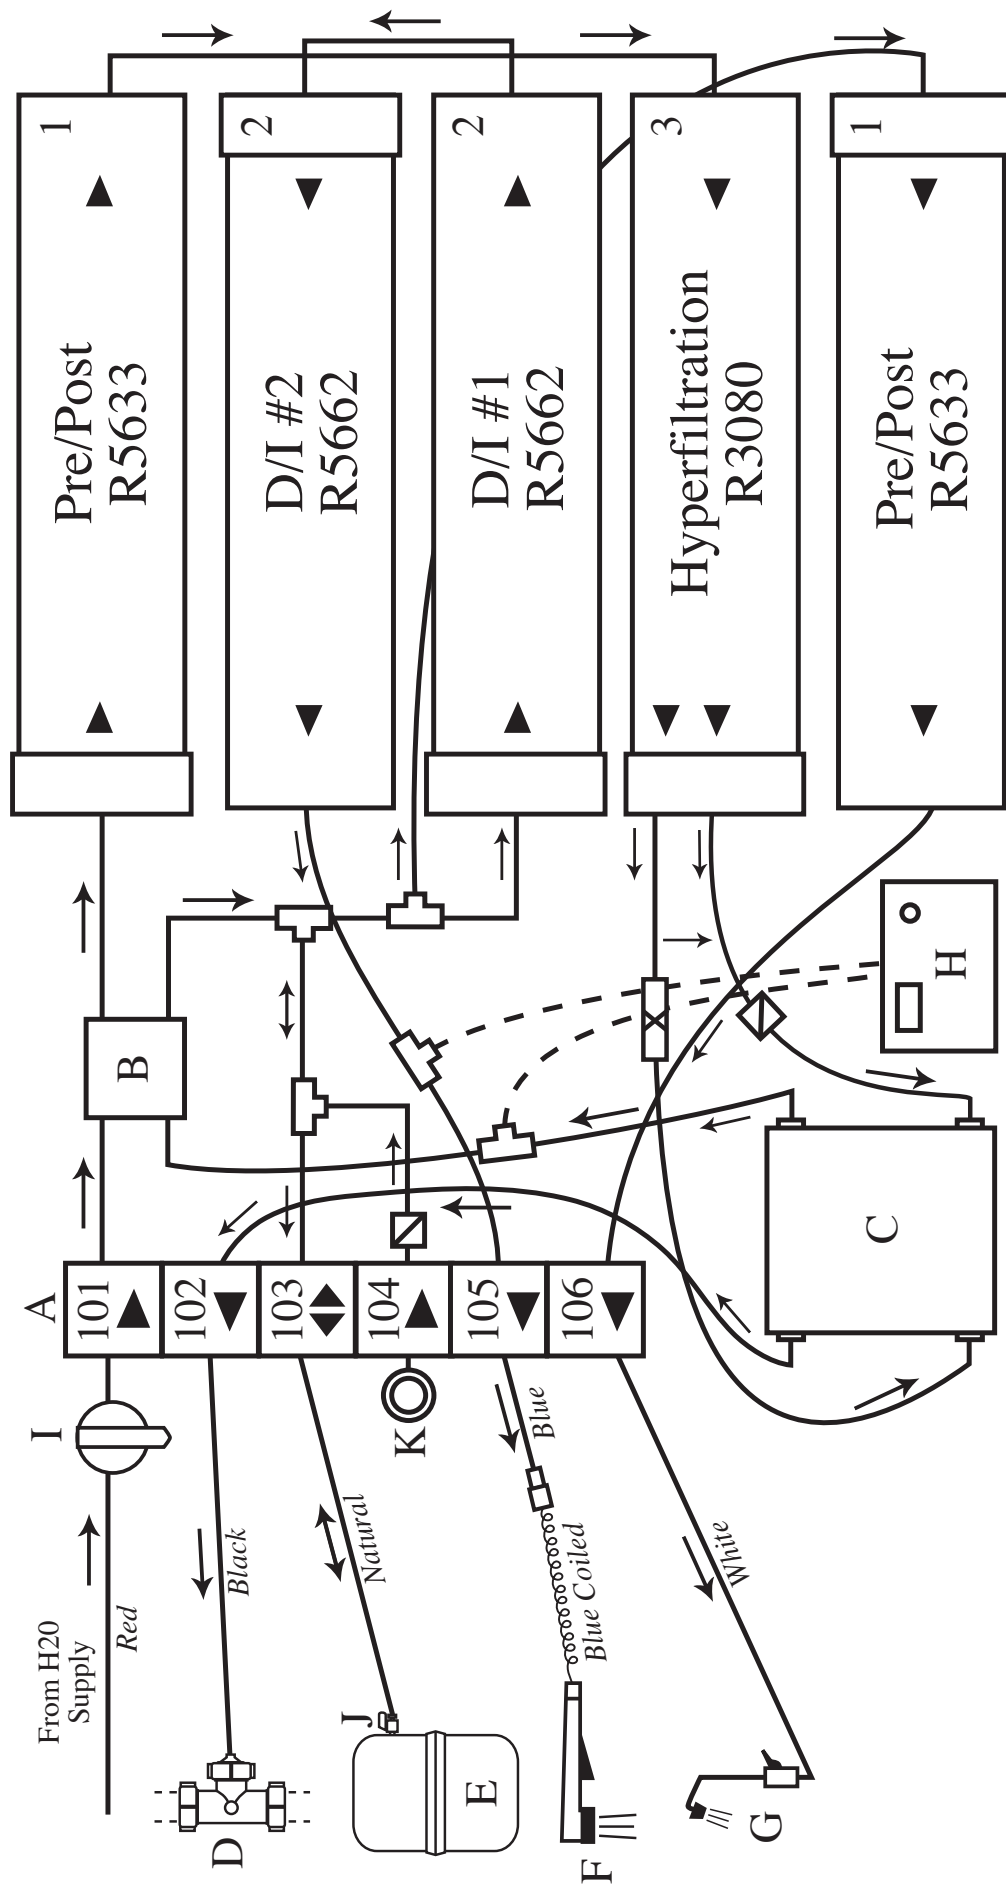 1
Pre/Post
R5633
2
D/I #2
R5662
2
D/I #1
R5662
3
Hyperfiltration
R3080
1
Pre/Post
R5633
B
H
C
A
101
102
103
104
105
106
I
K
From H20
Supply
Red
Black
Natural
Blue
Blue Coiled
White
D
J
E
F
G